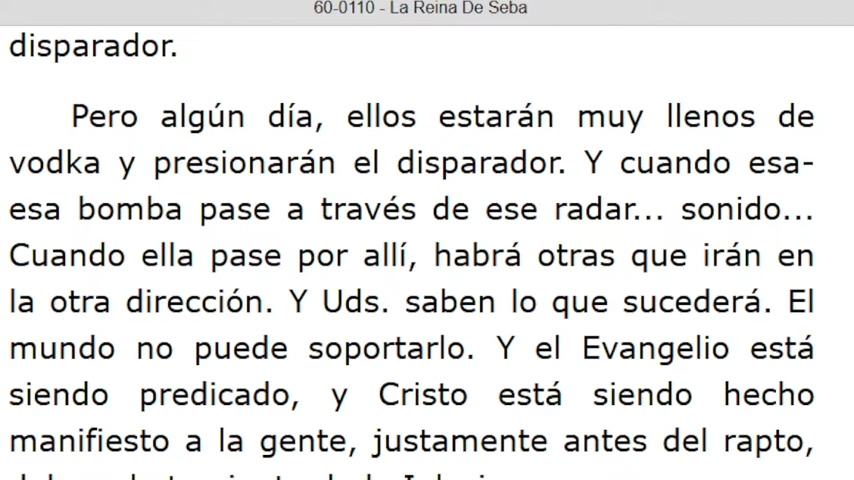 60-0110 - La Reina De Seba
disparador.
Pero algún día, ellos estarán muy llenos de
vodka y presionarán el disparador. Y cuando esa-
esa bomba pase a través de ese radar... sonido...
Cuando ella pase por allí, habrá otras que irán en
la otra dirección. Y Uds. saben lo que sucederá. El
mundo no puede soportarlo. Y el Evangelio está
siendo predicado, y Cristo está siendo hecho
manifiesto a la gente, justamente antes del rapto,